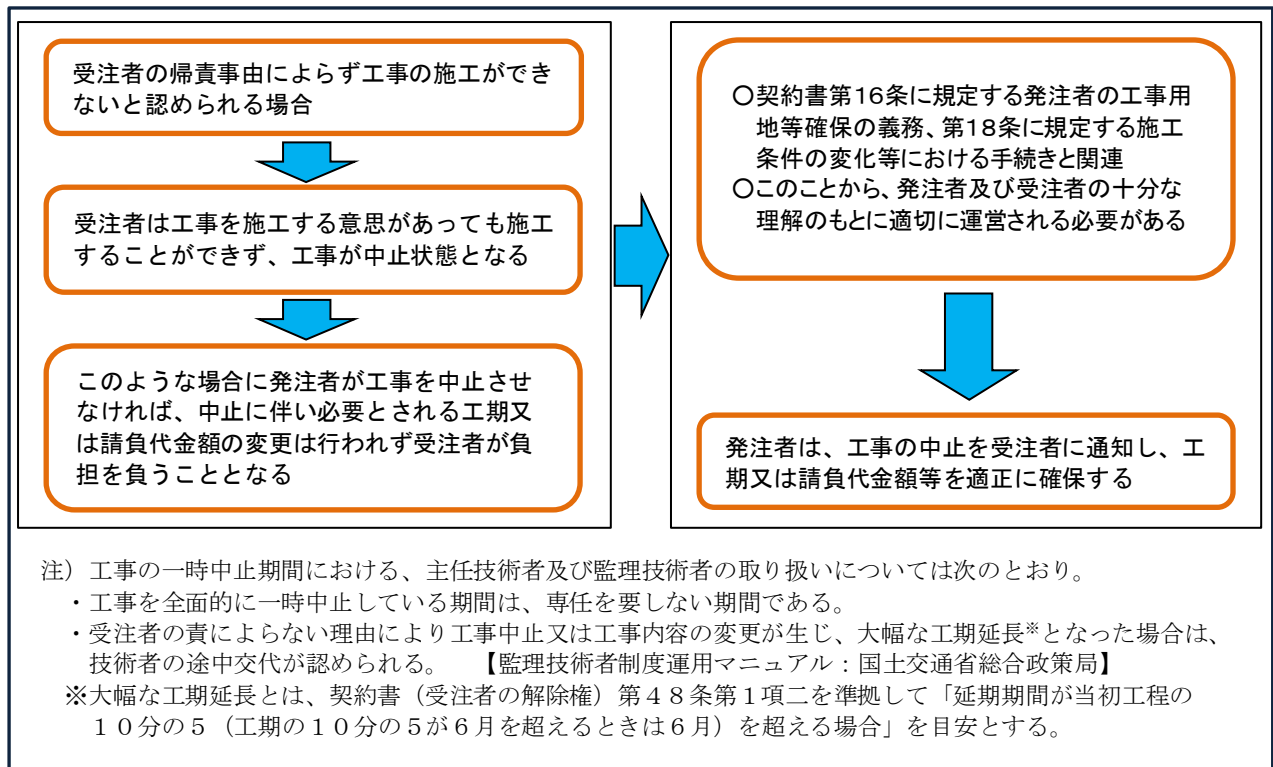 受注者の帰責事由によらず工事の施工ができ
ないと認められる場合
受注者は工事を施工する意思があっても施工
することができず、工事が中止状態となる
このような場合に発注者が工事を中止させ
なければ、中止に伴い必要とされる工期又
は請負代金額の変更は行われず受注者が負
担を負うこととなる
○契約書第16条に規定する発注者の工事用
地等確保の義務、第18条に規定する施工
条件の変化等における手続きと関連
○このことから、発注者及び受注者の十分な
理解のもとに適切に運営される必要がある
発注者は、工事の中止を受注者に通知し、工
期又は請負代金額等を適正に確保する
注）工事の一時中止期間における、主任技術者及び監理技術者の取り扱いについては次のとおり。
・工事を全面的に一時中止している期間は、専任を要しない期間である。
・受注者の責によらない理由により工事中止又は工事内容の変更が生じ、大幅な工期延長※となった場合は、
技術者の途中交代が認められる。　【監理技術者制度運用マニュアル：国土交通省総合政策局】
※大幅な工期延長とは、契約書（受注者の解除権）第４８条第１項二を準拠して「延期期間が当初工程の
１０分の５（工期の１０分の５が６月を超えるときは６月）を超える場合」を目安とする。